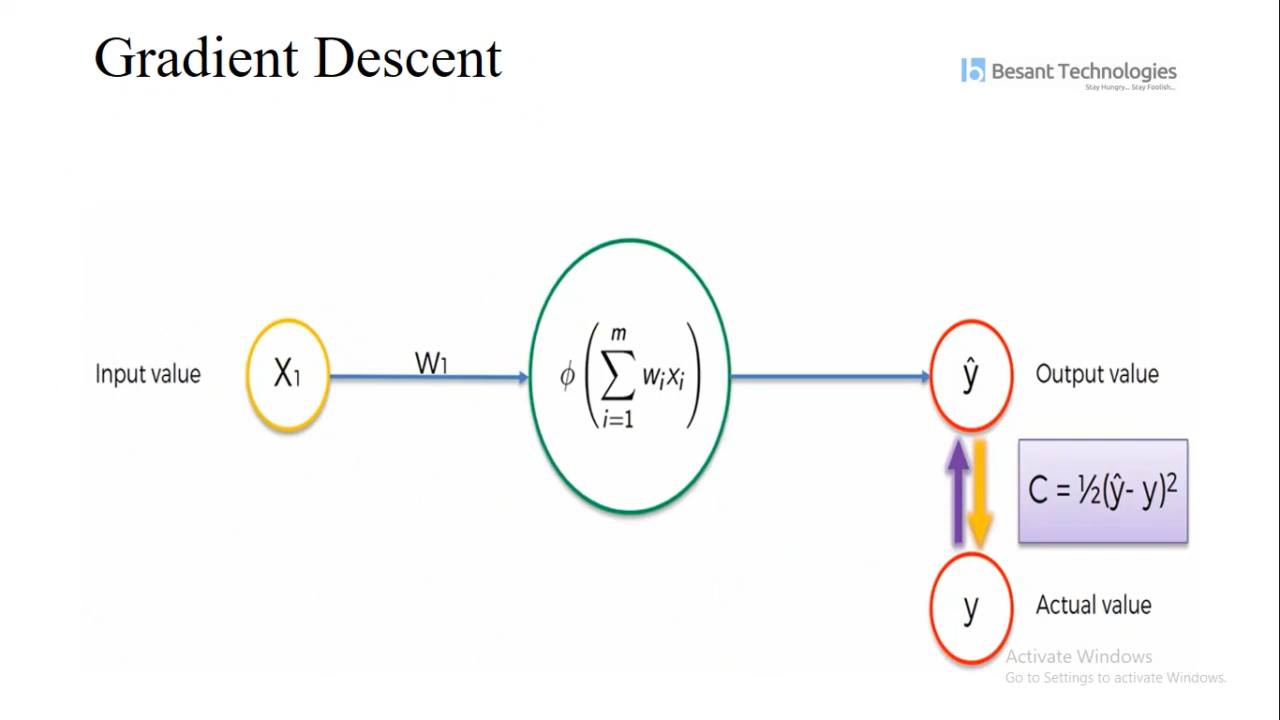 Gradient Descent
Besant Technologies
Stay Hungry... Stay Foolish...
Input value
X₁
W₁
ϕ(∑ᵢ₌₁ᵐ wᵢxᵢ)
ŷ
Output value
C = ½(ŷ- y)²
y
Actual value
Activate Windows
Go to Settings to activate Windows.